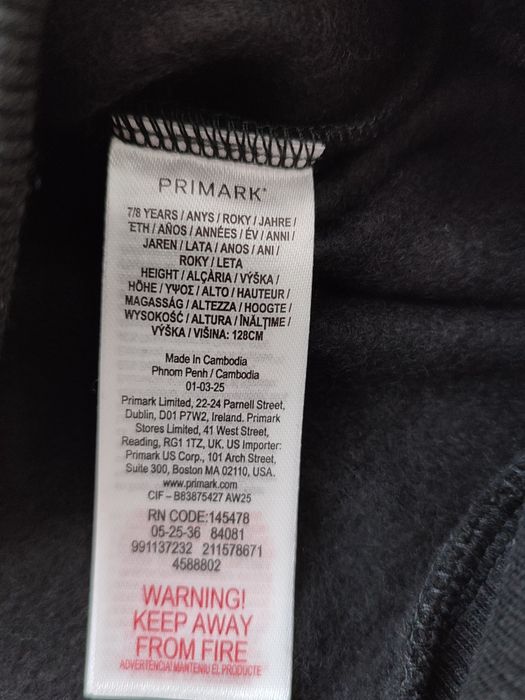 PRIMARK®
7/8 YEARS / ANYS / ROKY / JAHRE /
ΈTH / AÑOS / ANNÉES / ÉV / ANNI /
JAREN / LATA / ANOS / ANI /
ROKY / LETA
HEIGHT / ALÇÀRIA / VÝŠKA /
HÖHE / ΥΨΟΣ / ALTO / HAUTEUR /
MAGASSÁG / ALTEZZA / HOOGTE /
WYSOKOŚĆ / ALTURA / ÎNĂLȚIME /
VÝŠKA / VIŠINA: 128CM
Made In Cambodia
Phnom Penh / Cambodia
01-03-25
Primark Limited, 22-24 Parnell Street,
Dublin, D01 P7W2, Ireland. Primark
Stores Limited, 41 West Street,
Reading, RG1 1TZ, UK. US Importer:
Primark US Corp., 101 Arch Street,
Suite 300, Boston MA 02110, USA.
www.primark.com
CIF – B83875427 AW25
RN CODE:145478
05-25-36 84081
991137232 211578671
4588802
WARNING!
KEEP AWAY
FROM FIRE
ADVERTÈNCIA! MANTENIU EL PRODUCTE